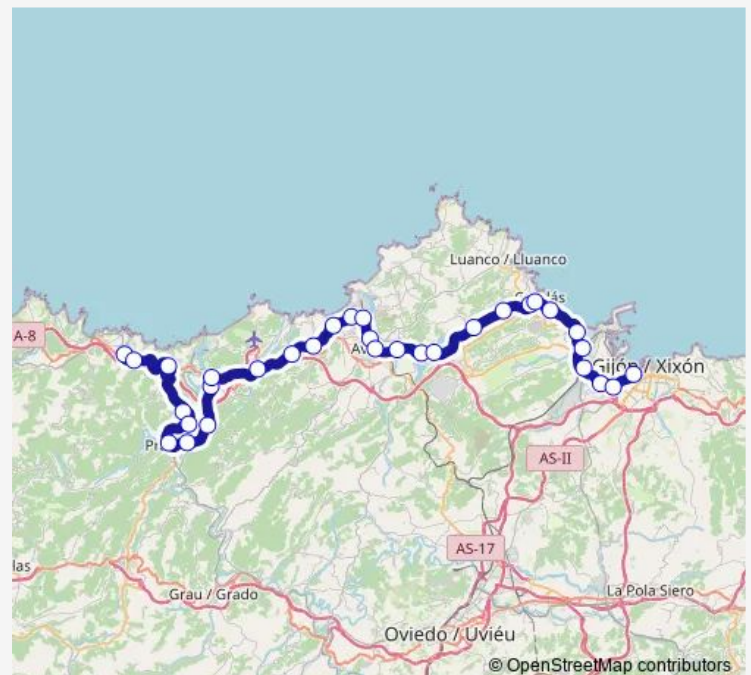 Luanco / Lluanco
A-8
Gijón / Xixón
AS-II
AS-17
La Pola Siero
Grau / Grado
Oviedo / Uviéu
© OpenStreetMap contributors